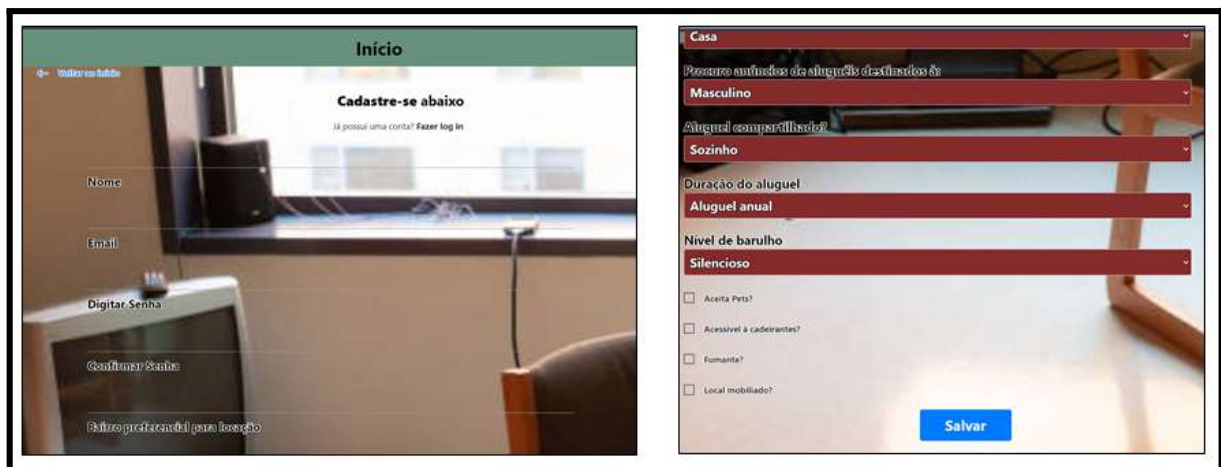 Início
Voltar ao início
Cadastre-se abaixo
Já possui uma conta? Fazer log in
Nome
Email
Digitar Senha
Confirmar Senha
Bairro preferencial para locação
Casa
Procuro anúncios de aluguéis destinados à:
Masculino
Aluguel compartilhado?
Sozinho
Duração do aluguel
Aluguel anual
Nível de barulho
Silencioso
Aceita Pets?
Acessível à cadeirantes?
Fumante?
Local mobiliado?
Salvar